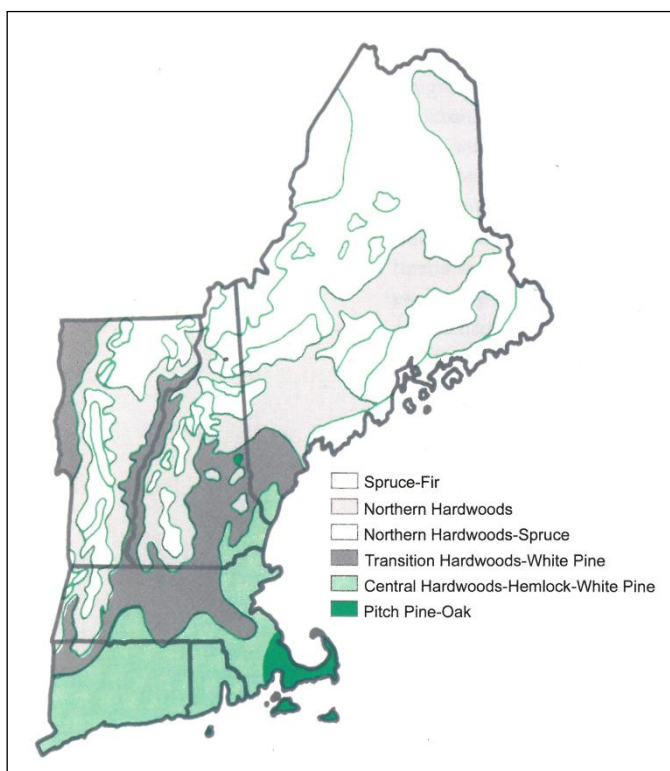 Spruce-Fir
Northern Hardwoods
Northern Hardwoods-Spruce
Transition Hardwoods-White Pine
Central Hardwoods-Hemlock-White Pine
Pitch Pine-Oak